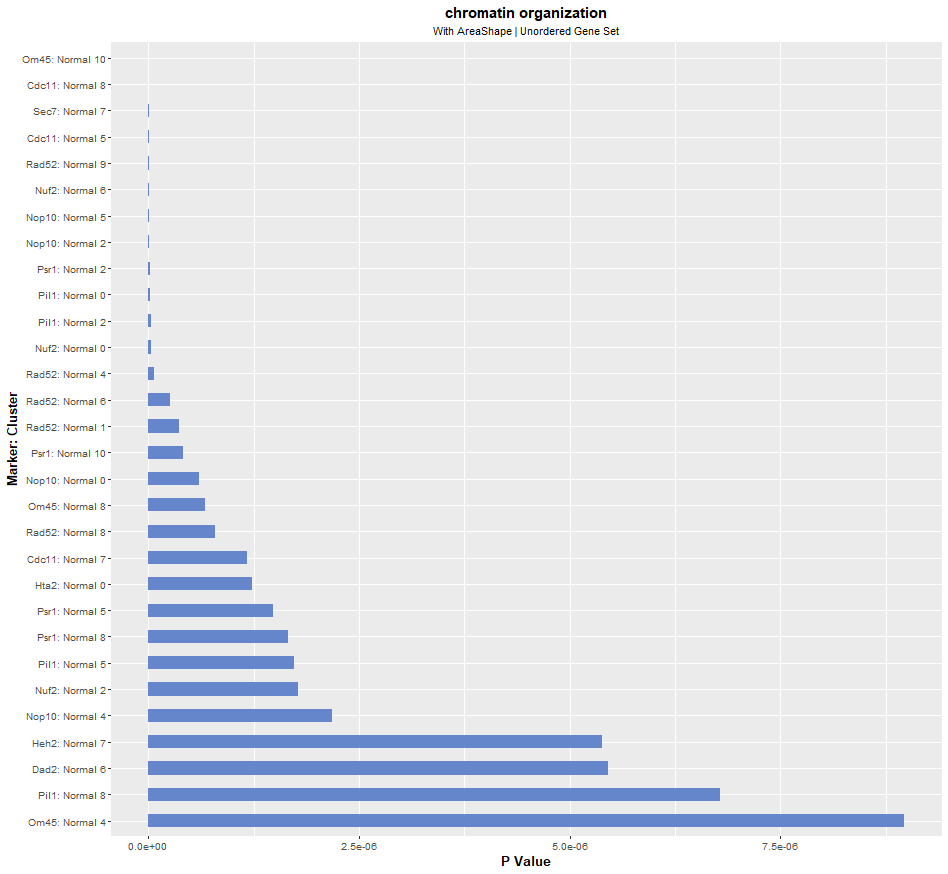 chromatin organization
With AreaShape | Unordered Gene Set
Marker: Cluster
Om45: Normal 10
Cdc11: Normal 8
Sec7: Normal 7
Cdc11: Normal 5
Rad52: Normal 9
Nuf2: Normal 6
Nop10: Normal 5
Nop10: Normal 2
Psr1: Normal 2
Pil1: Normal 0
Pil1: Normal 2
Nuf2: Normal 0
Rad52: Normal 4
Rad52: Normal 6
Rad52: Normal 1
Psr1: Normal 10
Nop10: Normal 0
Om45: Normal 8
Rad52: Normal 8
Cdc11: Normal 7
Hta2: Normal 0
Psr1: Normal 5
Psr1: Normal 8
Pil1: Normal 5
Nuf2: Normal 2
Nop10: Normal 4
Heh2: Normal 7
Dad2: Normal 6
Pil1: Normal 8
Om45: Normal 4
0.0e+00 2.5e-06 5.0e-06 7.5e-06
P Value